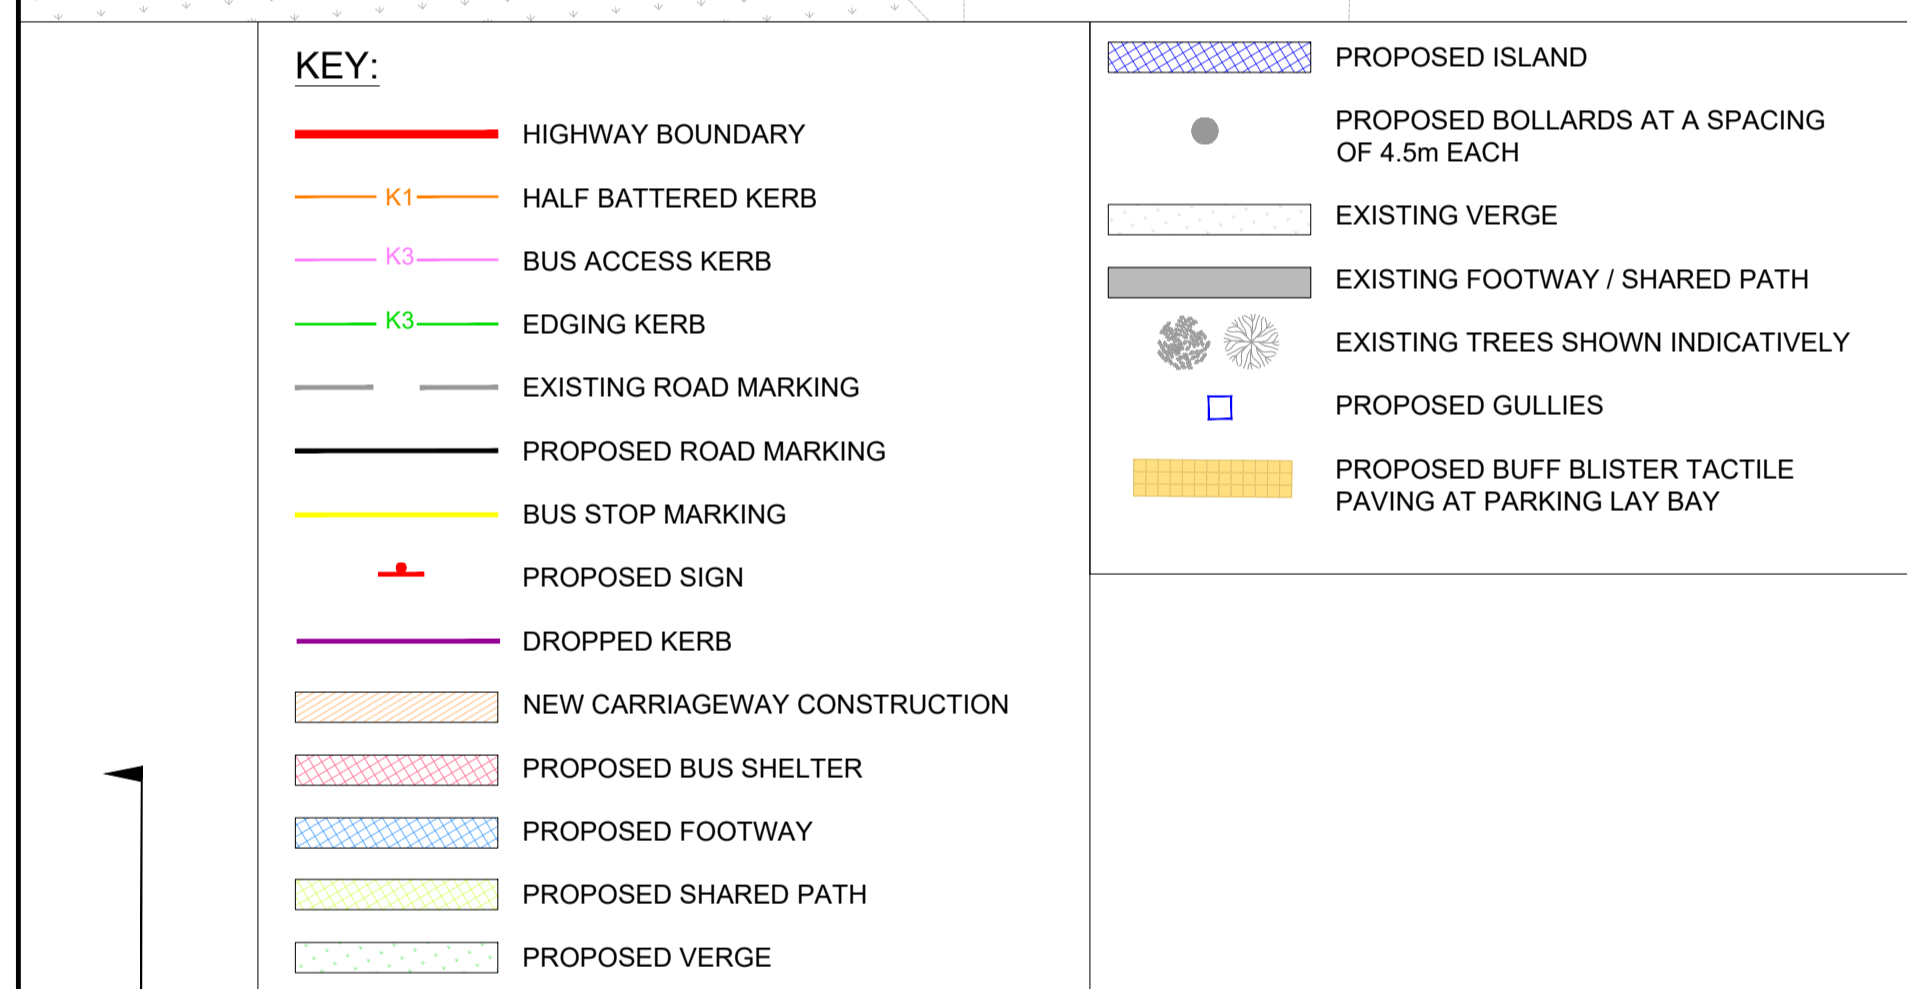 KEY:
HIGHWAY BOUNDARY
K1 HALF BATTERED KERB
K3 BUS ACCESS KERB
K3 EDGING KERB
EXISTING ROAD MARKING
PROPOSED ROAD MARKING
BUS STOP MARKING
PROPOSED SIGN
DROPPED KERB
NEW CARRIAGEWAY CONSTRUCTION
PROPOSED BUS SHELTER
PROPOSED FOOTWAY
PROPOSED SHARED PATH
PROPOSED VERGE
PROPOSED ISLAND
PROPOSED BOLLARDS AT A SPACING
OF 4.5m EACH
EXISTING VERGE
EXISTING FOOTWAY / SHARED PATH
EXISTING TREES SHOWN INDICATIVELY
PROPOSED GULLIES
PROPOSED BUFF BLISTER TACTILE
PAVING AT PARKING LAY BAY